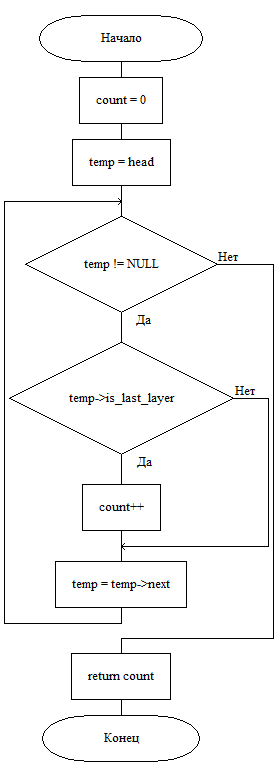 Начало
count = 0
temp = head
temp != NULL
Нет
Да
temp->is_last_layer
Нет
Да
count++
temp = temp->next
return count
Конец